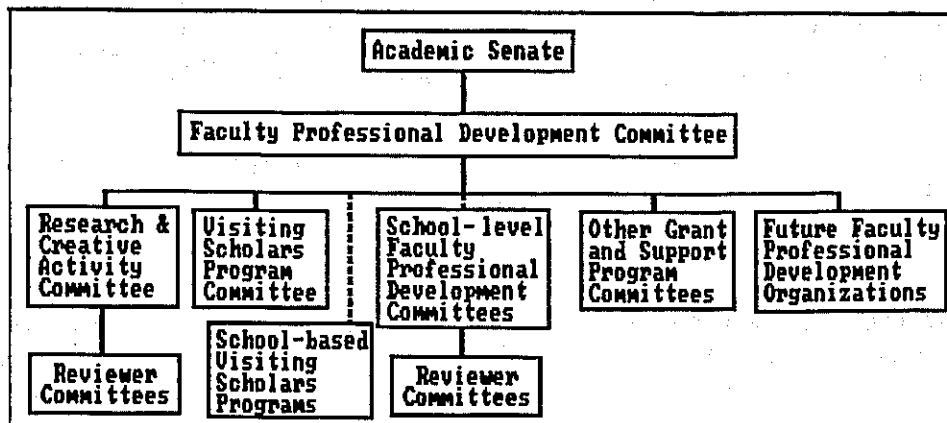 Academic Senate
Faculty Professional Development Committee
Research &
Creative
Activity
Committee
Visiting
Scholars
Program
Committee
School-level
Faculty
Professional
Development
Committees
Other Grant
and Support
Program
Committees
Future Faculty
Professional
Development
Organizations
Reviewer
Committees
School-based
Visiting
Scholars
Programs
Reviewer
Committees